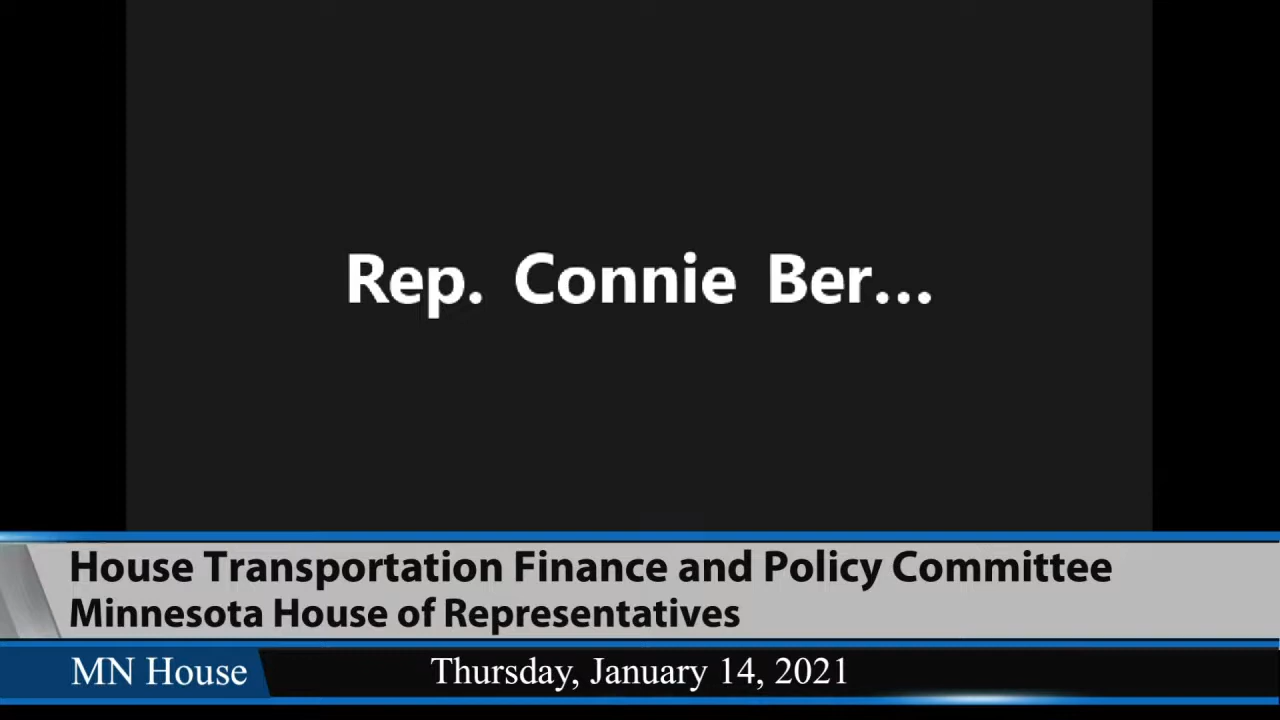 Rep. Connie Ber...
House Transportation Finance and Policy Committee
Minnesota House of Representatives
MN House
Thursday, January 14, 2021